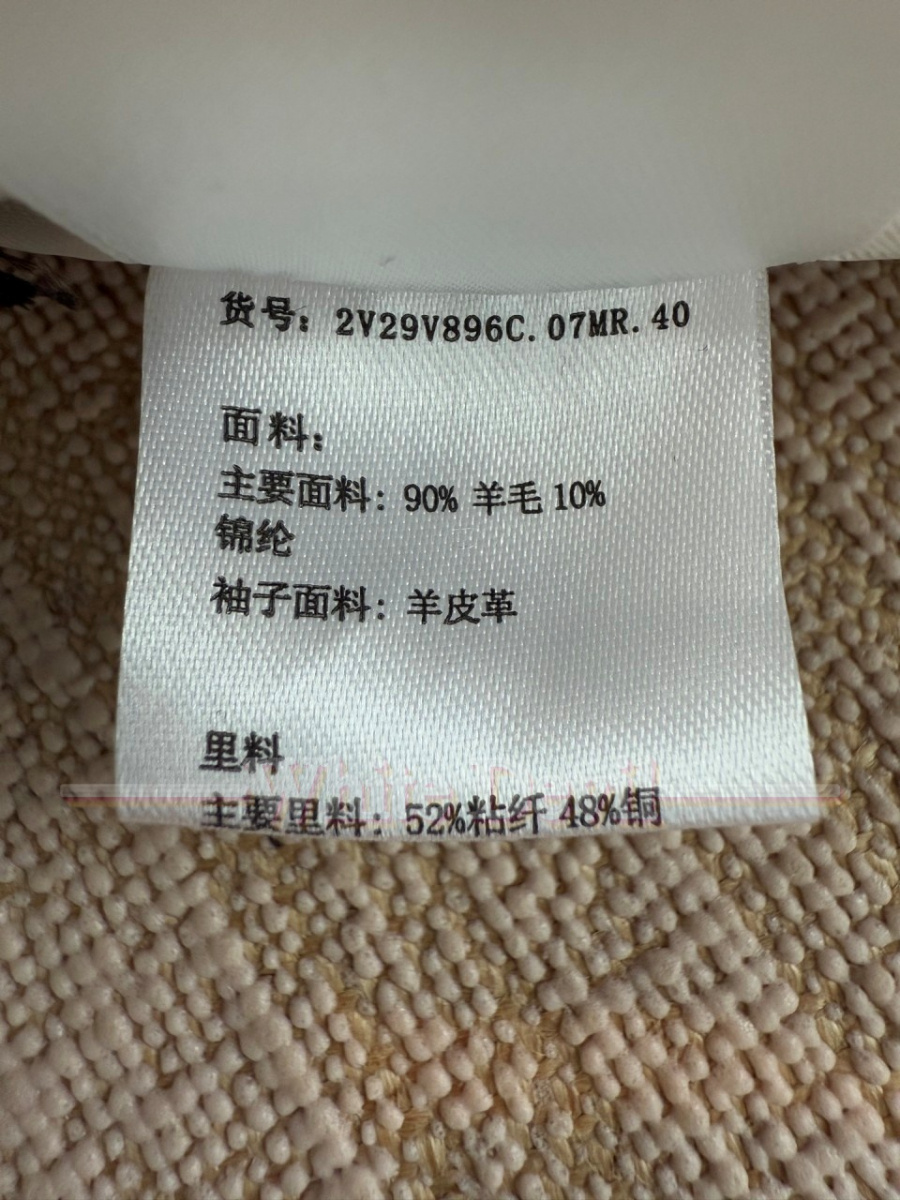 货号: 2V29V896C.07MR.40
面料:
主要面料: 90% 羊毛 10%
锦纶
袖子面料: 羊皮革
里料
主要里料: 52%粘纤 48%铜